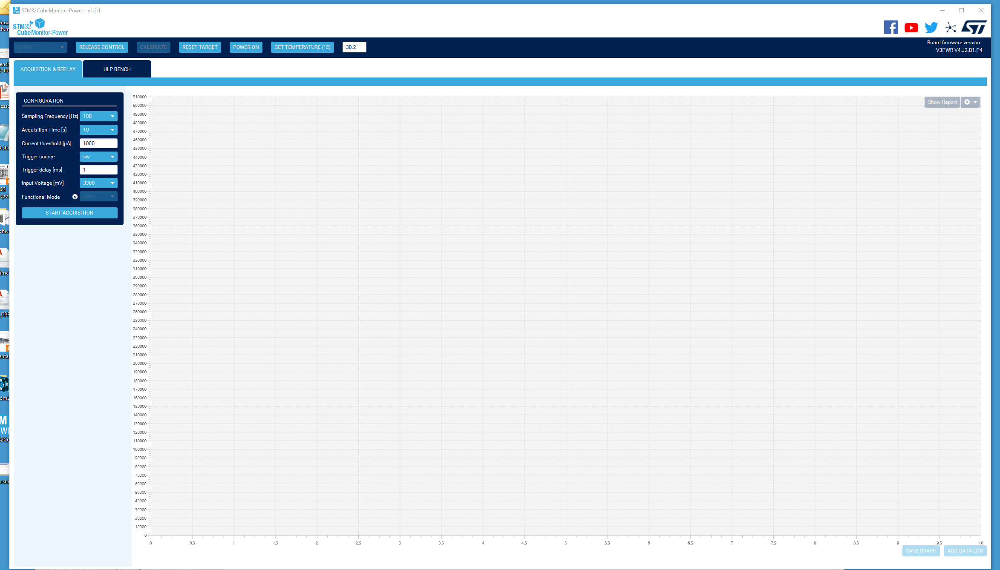 STM32CubeMonitor-Power - v1.2.1
STM32
CubeMonitor-Power
COM9
RELEASE CONTROL
CALIBRATE
RESET TARGET
POWER ON
GET TEMPERATURE (°C)
30.2
Board firmware version
V3PWR V4.J2.B1.P4
ACQUISITION & REPLAY
ULP BENCH
CONFIGURATION
Sampling Frequency [Hz] 100
Acquisition Time [s] 10
Current threshold [µA] 1000
Trigger source sw
Trigger delay [ms] 1
Input Voltage [mV] 3300
Functional Mode optim
START ACQUISITION
Show Report
510000
500000
490000
480000
470000
460000
450000
440000
430000
420000
410000
400000
390000
380000
370000
360000
350000
340000
330000
320000
310000
300000
290000
280000
270000
260000
250000
240000
230000
220000
210000
200000
190000
180000
170000
160000
150000
140000
130000
120000
110000
100000
90000
80000
70000
60000
50000
40000
30000
20000
10000
0
0 0.5 1 1.5 2 2.5 3 3.5 4 4.5 5 5.5 6 6.5 7 7.5 8 8.5 9 9.5 10
SAVE GRAPH
ADD DATA LOG